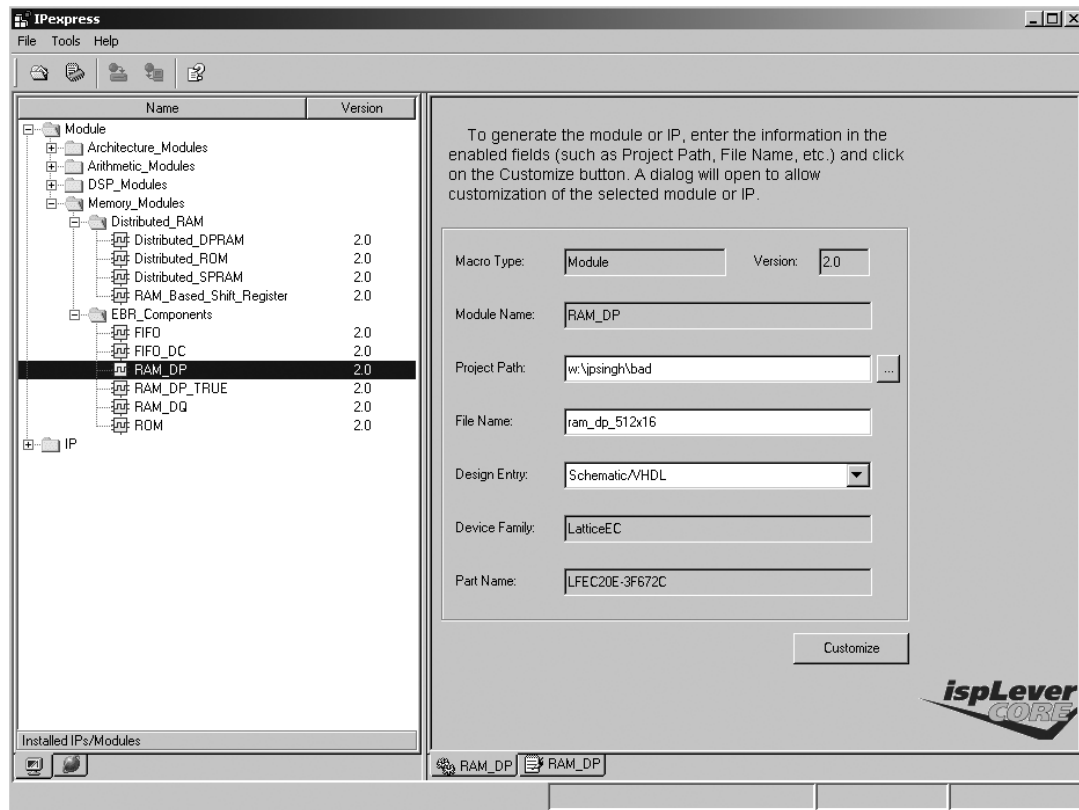 IPexpress
File Tools Help
Name Version
Module
Architecture_Modules
Arithmetic_Modules
DSP_Modules
Memory_Modules
Distributed_RAM
Distributed_DPRAM 2.0
Distributed_ROM 2.0
Distributed_SPRAM 2.0
RAM_Based_Shift_Register 2.0
EBR_Components
FIFO 2.0
FIFO_DC 2.0
RAM_DP 2.0
RAM_DP_TRUE 2.0
RAM_DQ 2.0
ROM 2.0
IP
Installed IPs/Modules
To generate the module or IP, enter the information in the
enabled fields (such as Project Path, File Name, etc.) and click
on the Customize button. A dialog will open to allow
customization of the selected module or IP.
Macro Type: Module Version: 2.0
Module Name: RAM_DP
Project Path: w:\jpsingh\bad ...
File Name: ram_dp_512x16
Design Entry: Schematic/VHDL
Device Family: LatticeEC
Part Name: LFEC20E-3F672C
Customize
ispLever
CORE
RAM_DP RAM_DP